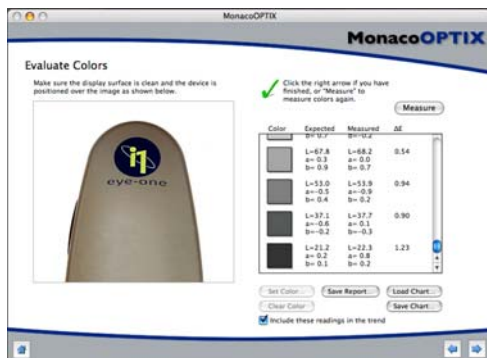 MonacoOPTIX
Evaluate Colors
Make sure the display surface is clean and the device is
positioned over the image as shown below.
i1
eye-one
Click the right arrow if you have
finished, or "Measure" to
measure colors again.
Measure
Color Expected Measured ΔE
b= 0.7 b=-0.2
L=67.8 L=68.2 0.54
a= 0.3 a= 0.0
b= 0.9 b= 0.7
L=53.0 L=53.9 0.94
a=-0.5 a=-0.9
b= 0.4 b= 0.2
L=37.1 L=37.7 0.90
a=-0.6 a= 0.1
b=-0.2 b=-0.3
L=21.2 L=22.3 1.23
a= 0.2 a= 0.8
b= 0.1 b= 0.2
Set Color... Save Report... Load Chart...
Clear Color Save Chart...
Include these readings in the trend